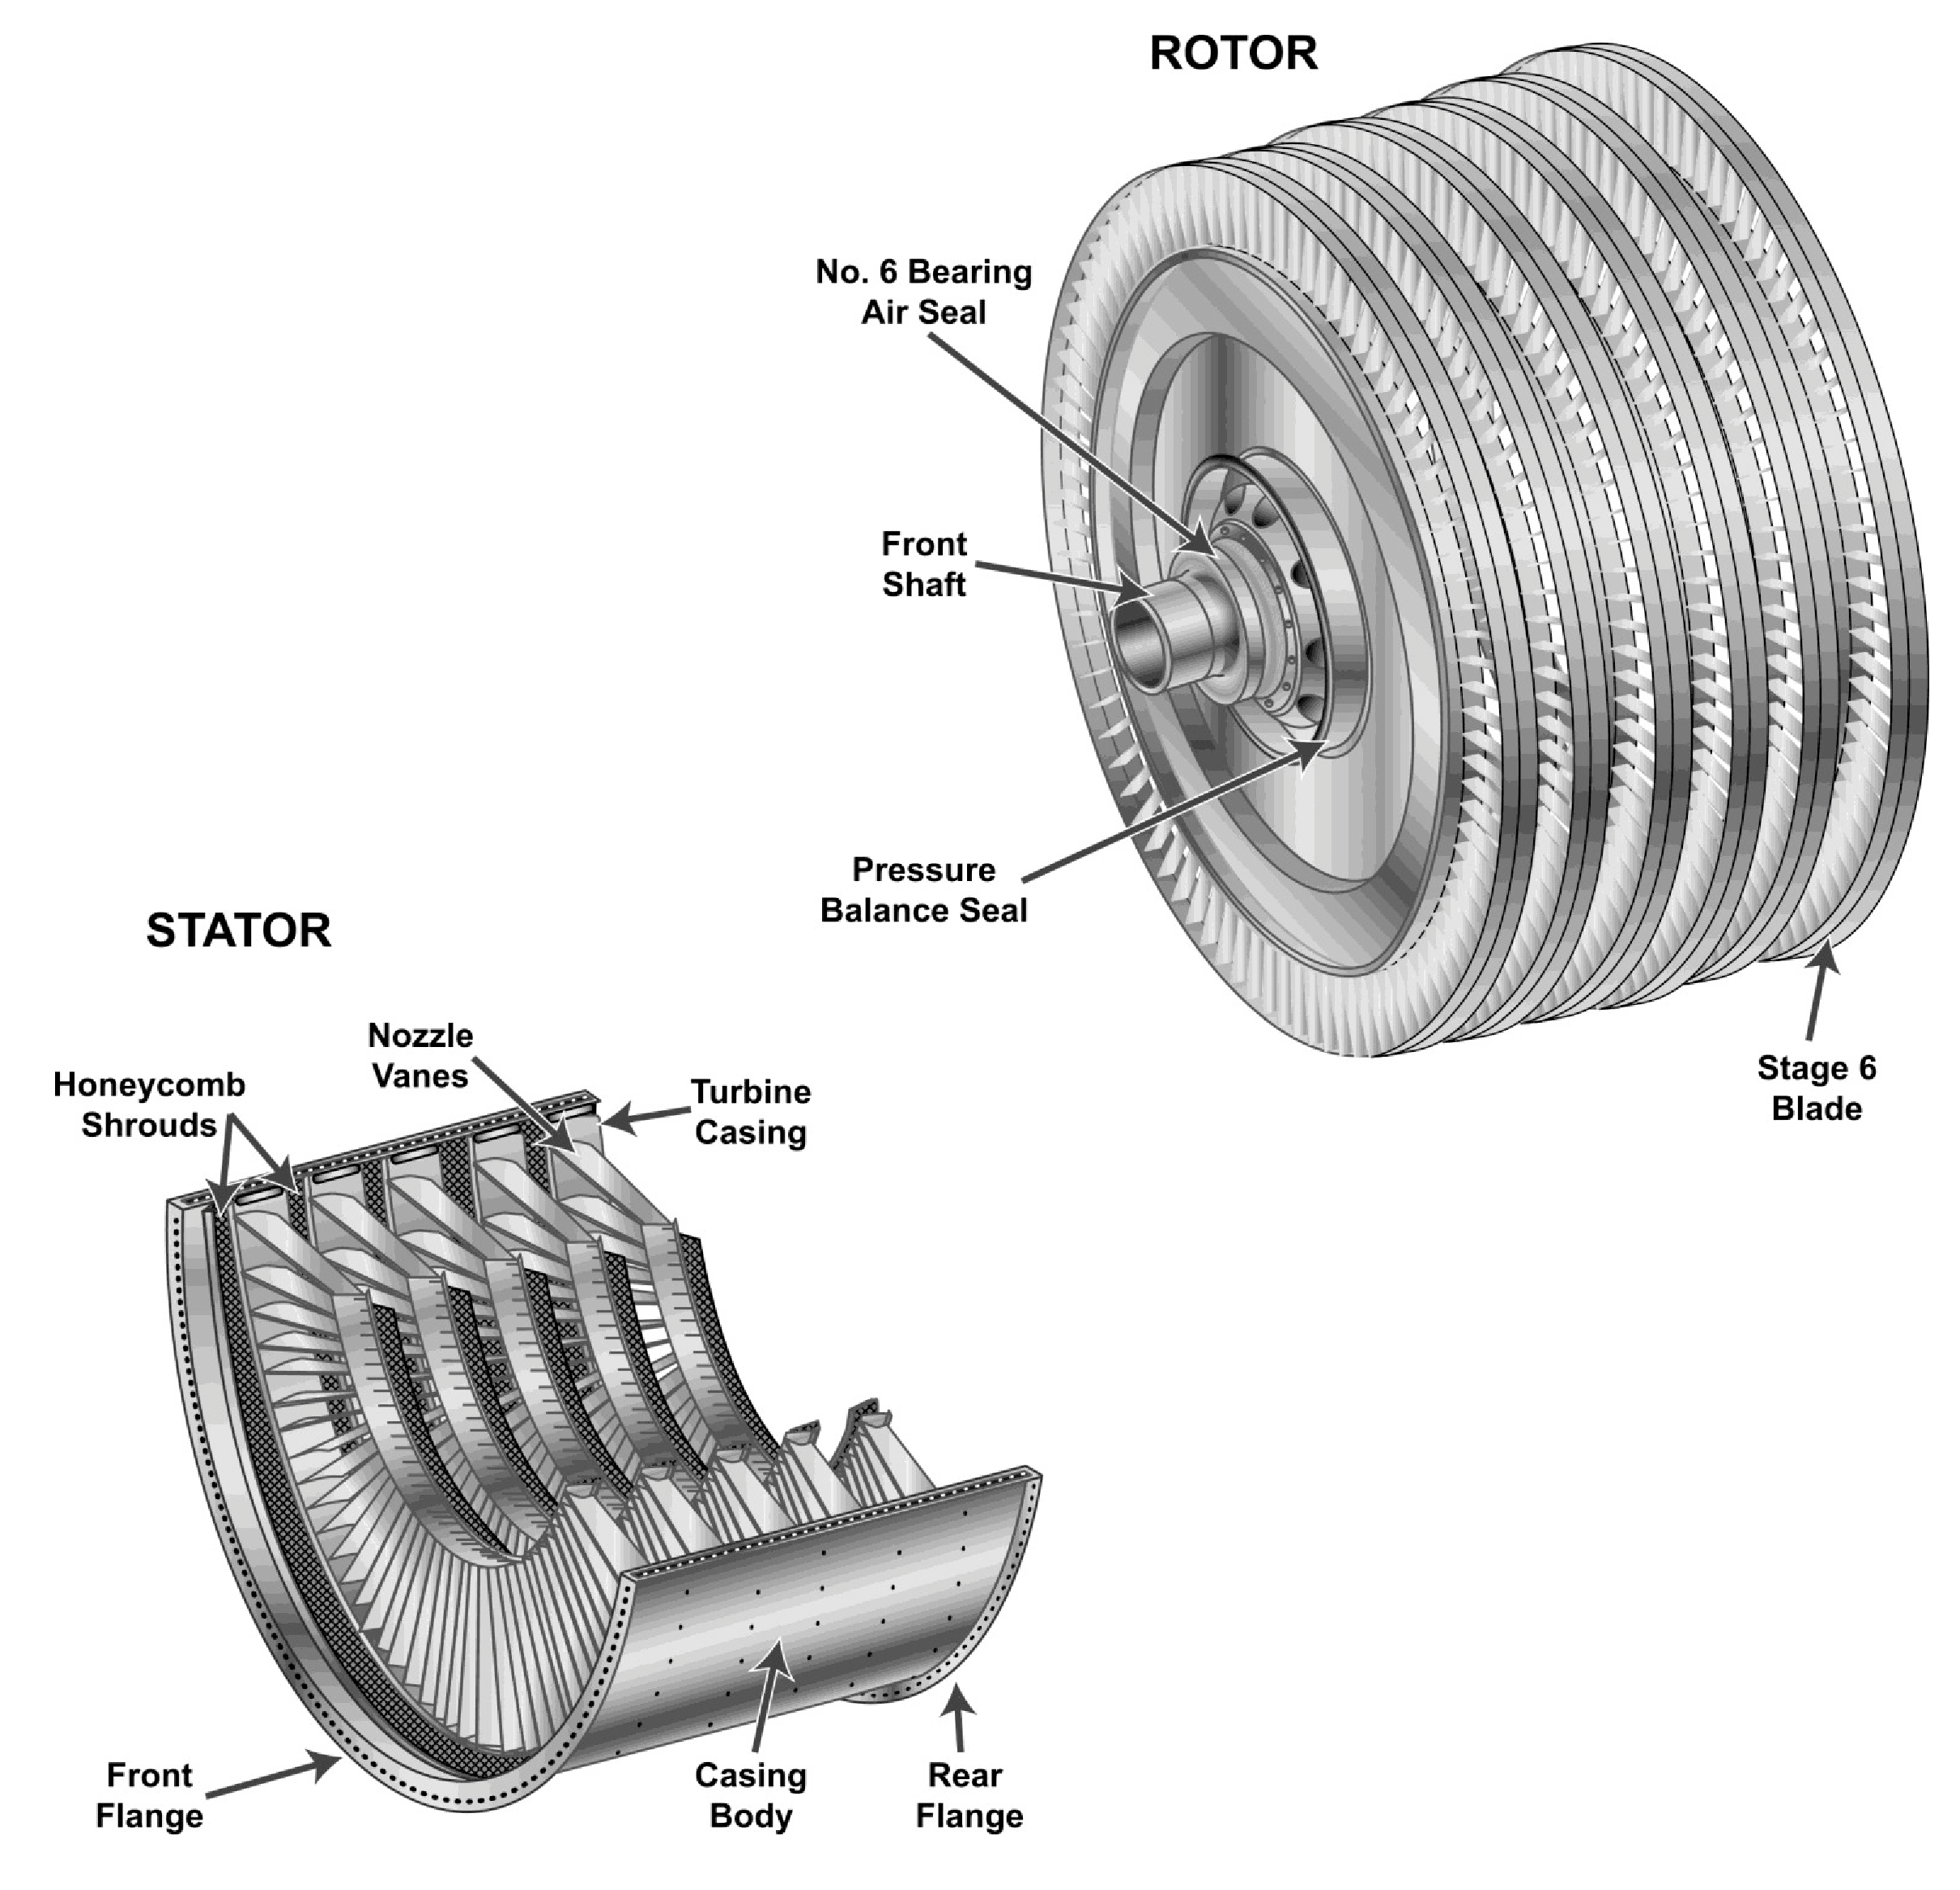 ROTOR
No. 6 Bearing
Air Seal
Front
Shaft
Pressure
Balance Seal
Stage 6
Blade
STATOR
Nozzle
Vanes
Honeycomb
Shrouds
Turbine
Casing
Front
Flange
Casing
Body
Rear
Flange